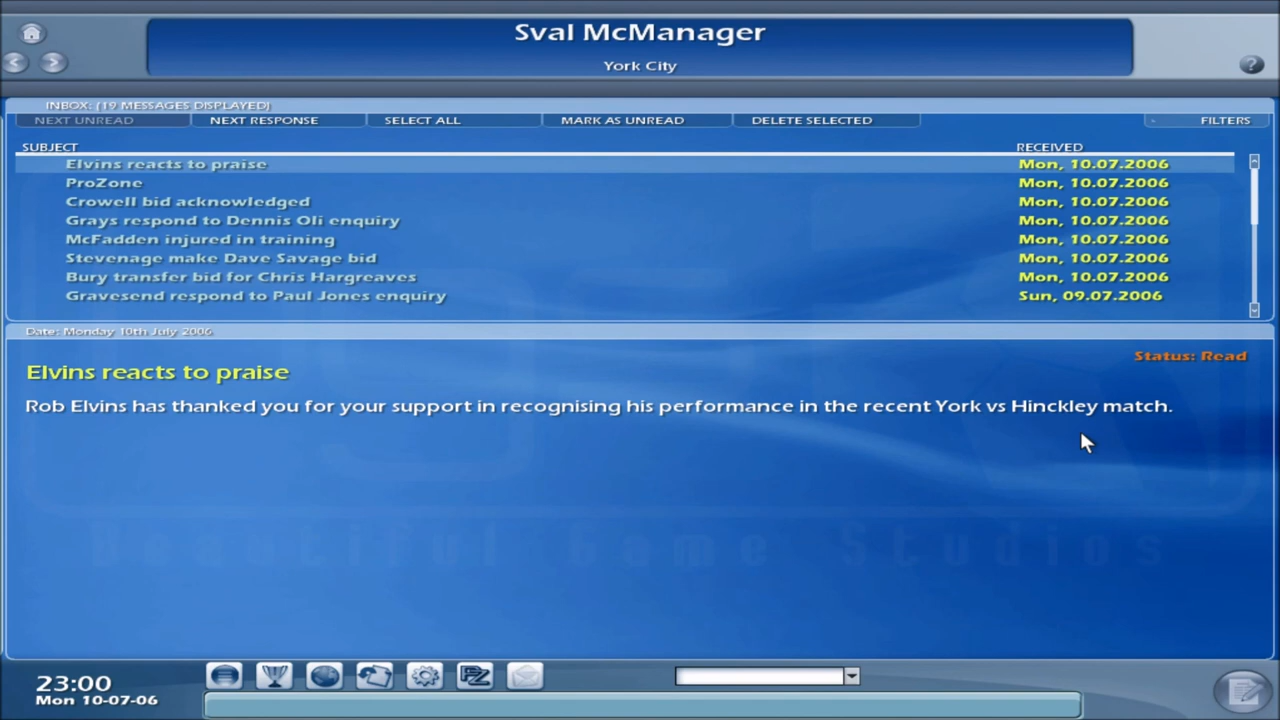 Sval McManager
York City
?
INBOX: (19 MESSAGES DISPLAYED)
NEXT UNREAD NEXT RESPONSE SELECT ALL MARK AS UNREAD DELETE SELECTED FILTERS
SUBJECT RECEIVED
Elvins reacts to praise Mon, 10.07.2006
ProZone Mon, 10.07.2006
Crowell bid acknowledged Mon, 10.07.2006
Grays respond to Dennis Oli enquiry Mon, 10.07.2006
McFadden injured in training Mon, 10.07.2006
Stevenage make Dave Savage bid Mon, 10.07.2006
Bury transfer bid for Chris Hargreaves Mon, 10.07.2006
Gravesend respond to Paul Jones enquiry Sun, 09.07.2006
Date: Monday 10th July 2006
Status: Read
Elvins reacts to praise
Rob Elvins has thanked you for your support in recognising his performance in the recent York vs Hinckley match.
Beautiful Game Studios
23:00
PZ
Mon 10-07-06